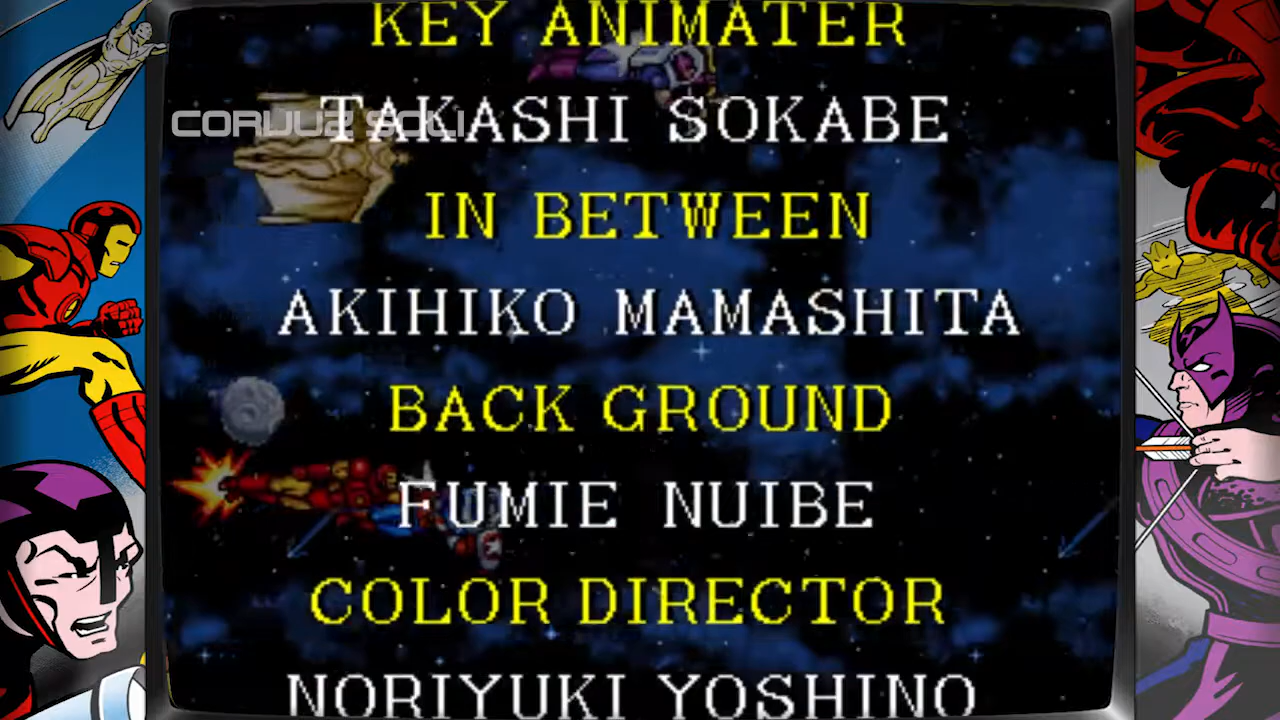 KEY ANIMATER
TAKASHI SOKABE
IN BETWEEN
AKIHIKO MAMASHITA
BACK GROUND
FUMIE NUIBE
COLOR DIRECTOR
NORIYUKI YOSHINO